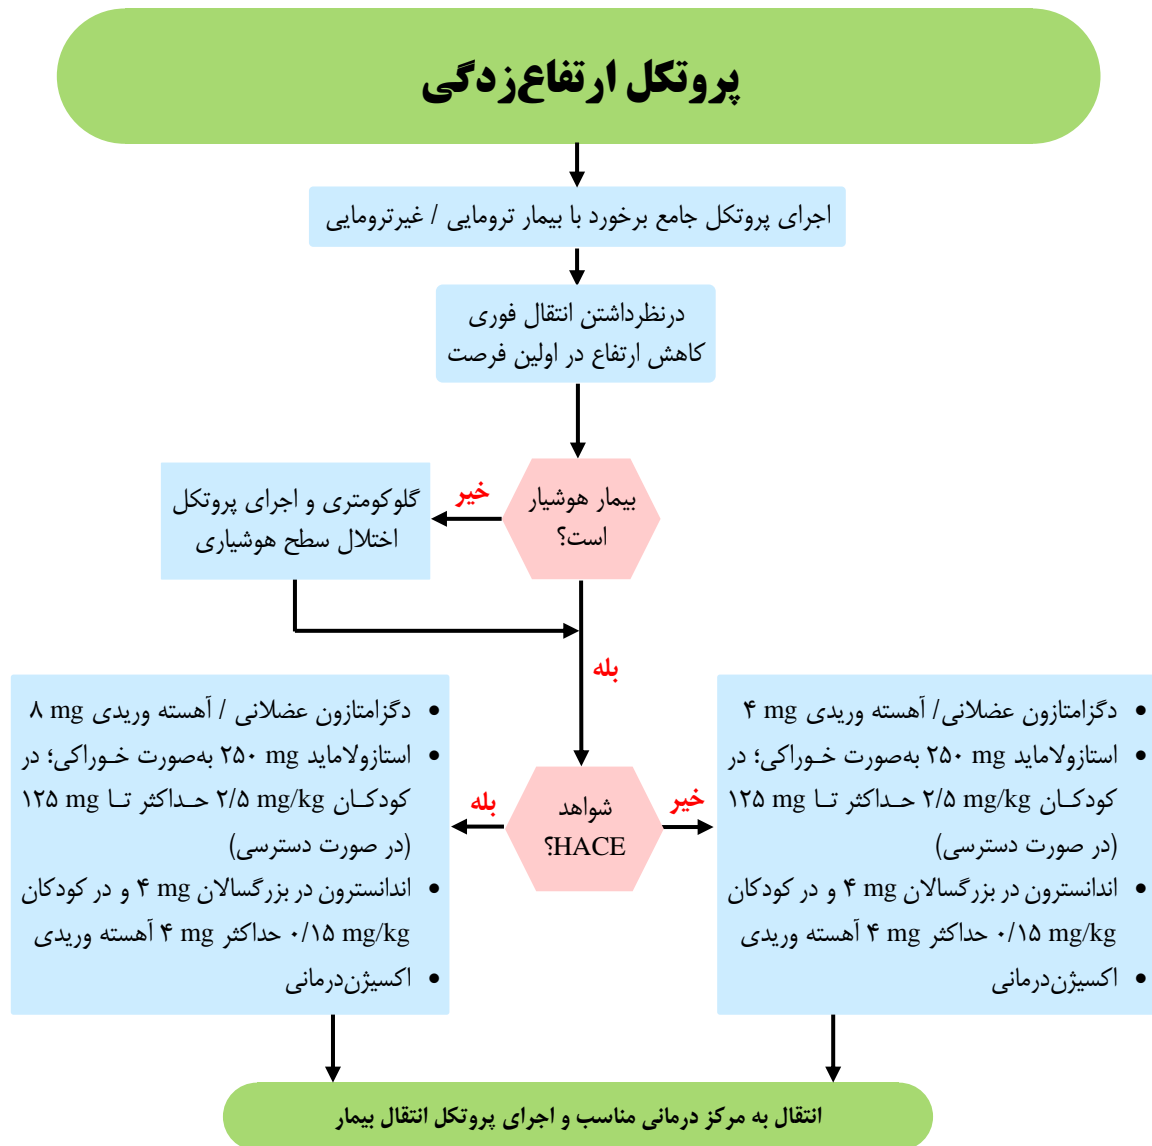 پروتکل ارتفاع‌زدگی
اجرای پروتکل جامع برخورد با بیمار ترومایی / غیرترومایی
درنظرداشتن انتقال فوری
کاهش ارتفاع در اولین فرصت
بیمار هوشیار
است؟
خیر
گلوکومتری و اجرای پروتکل
اختلال سطح هوشیاری
بله
شواهد
HACE؟
خیر
• دگزامتازون عضلانی/ آهسته وریدی ۴ mg
• استازولاماید ۲۵۰ mg به‌صورت خوراکی؛ در
کودکان ۲/۵ mg/kg حداکثر تا ۱۲۵ mg
(در صورت دسترسی)
• اندانسترون در بزرگسالان ۴ mg و در کودکان
۰/۱۵ mg/kg حداکثر ۴ mg آهسته وریدی
• اکسیژن‌درمانی
بله
• دگزامتازون عضلانی / آهسته وریدی ۸ mg
• استازولاماید ۲۵۰ mg به‌صورت خوراکی؛ در
کودکان ۲/۵ mg/kg حداکثر تا ۱۲۵ mg
(در صورت دسترسی)
• اندانسترون در بزرگسالان ۴ mg و در کودکان
۰/۱۵ mg/kg حداکثر ۴ mg آهسته وریدی
• اکسیژن‌درمانی
انتقال به مرکز درمانی مناسب و اجرای پروتکل انتقال بیمار